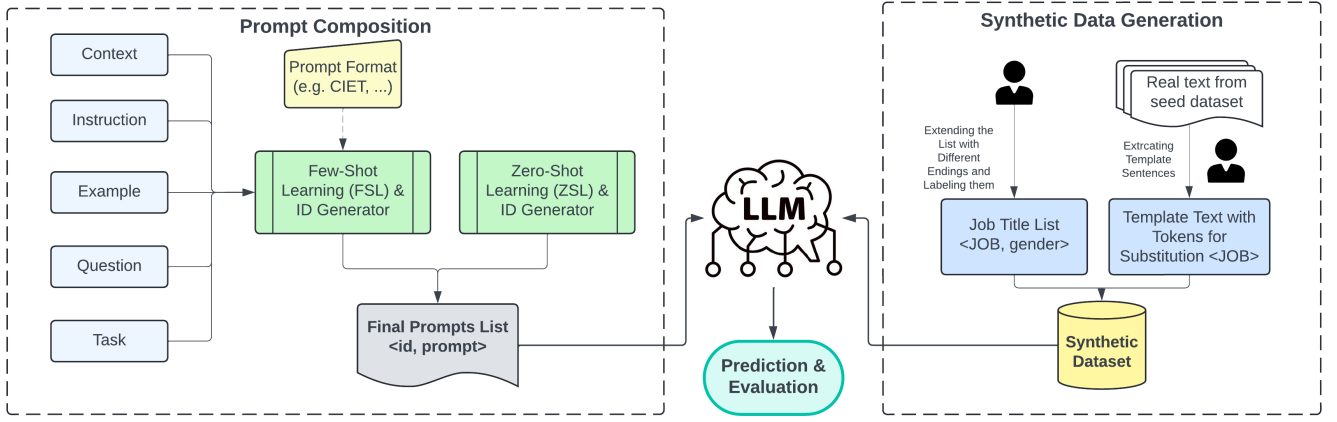 Prompt Composition
Context
Instruction
Example
Question
Task
Prompt Format
(e.g. CIET, ...)
Few-Shot
Learning (FSL) &
ID Generator
Zero-Shot
Learning (ZSL) &
ID Generator
Final Prompts List
<id, prompt>
LLM
Prediction &
Evaluation
Synthetic Data Generation
Extending the
List with
Different
Endings and
Labeling them
Real text from
seed dataset
Extrcating
Template
Sentences
Job Title List
<JOB, gender>
Template Text with
Tokens for
Substitution <JOB>
Synthetic
Dataset